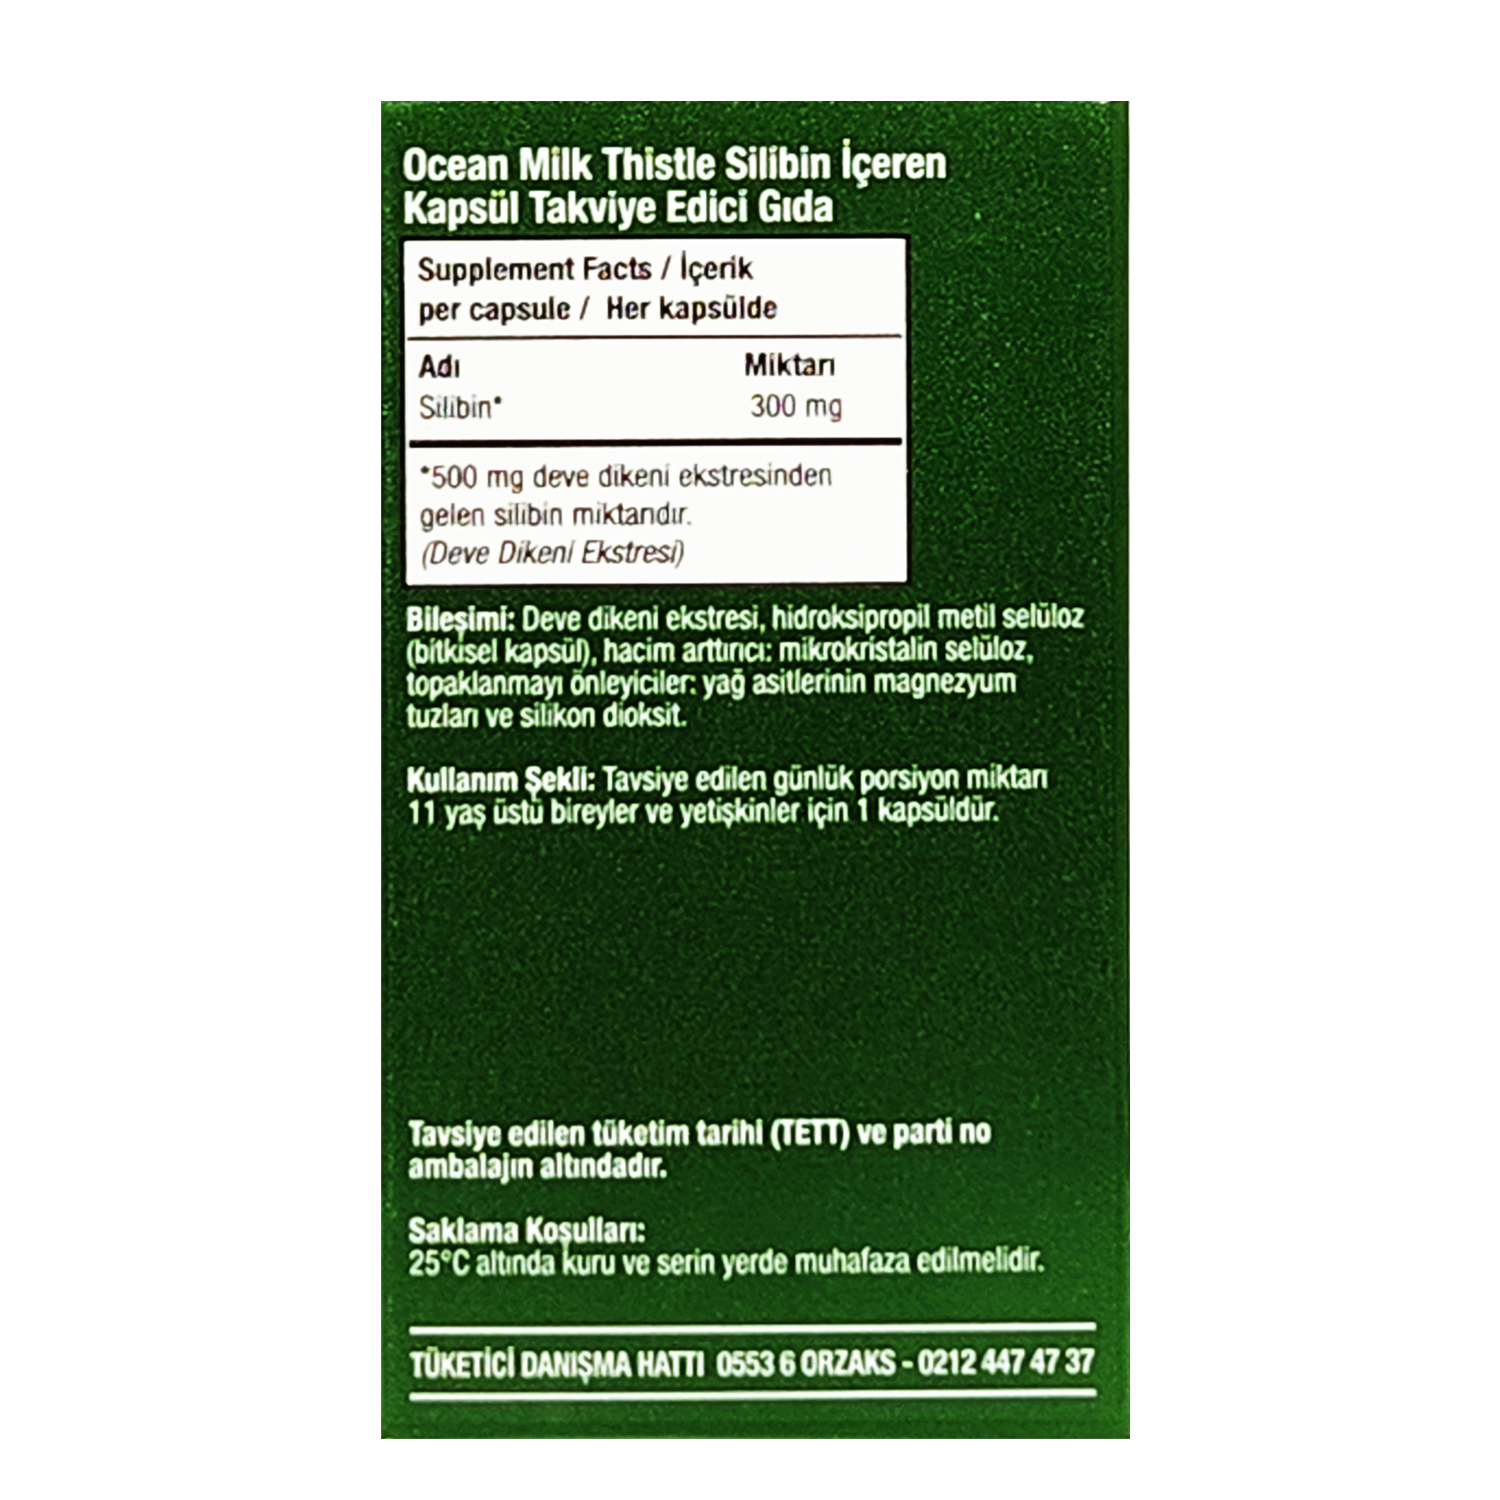 Ocean Milk Thistle Silibin İçeren
Kapsül Takviye Edici Gıda
Supplement Facts / İçerik
per capsule / Her kapsülde
Adı Miktarı
Silibin* 300 mg
*500 mg deve dikeni ekstresinden
gelen silibin miktarıdır.
(Deve Dikeni Ekstresi)
Bileşimi: Deve dikeni ekstresi, hidroksipropil metil selüloz
(bitkisel kapsül), hacim arttırıcı: mikrokristalin selüloz,
topaklanmayı önleyiciler: yağ asitlerinin magnezyum
tuzları ve silikon dioksit.
Kullanım Şekli: Tavsiye edilen günlük porsiyon miktarı
11 yaş üstü bireyler ve yetişkinler için 1 kapsüldür.
Tavsiye edilen tüketim tarihi (TETT) ve parti no
ambalajın altındadır.
Saklama Koşulları:
25°C altında kuru ve serin yerde muhafaza edilmelidir.
TÜKETİCİ DANIŞMA HATTI 0553 6 ORZAKS - 0212 447 47 37